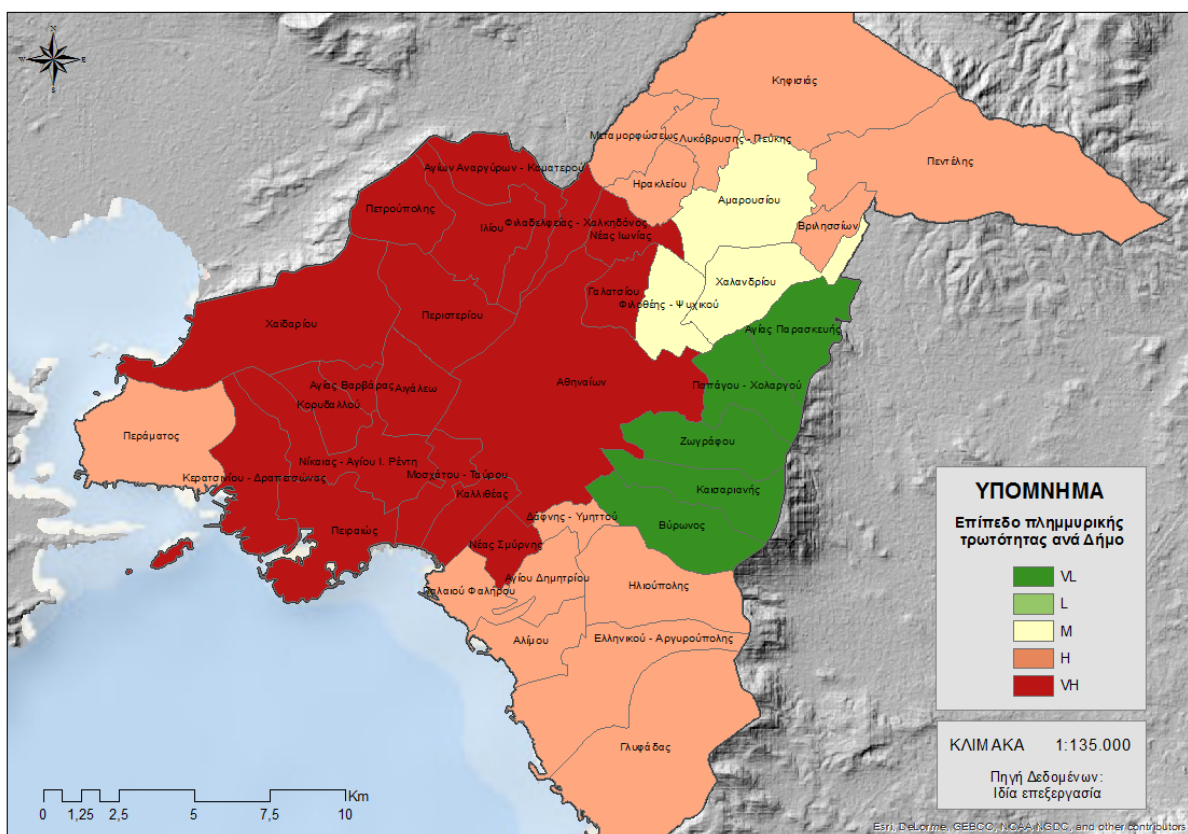 N
W E
S
Κηφισιάς
Μεταμορφώσεως
Λυκόβρυσης - Πεύκης
Πεντέλης
Αγίων Αναργύρων - Καματερού
Ηρακλείου
Αμαρουσίου
Πετρούπολης
Ιλίου
Φιλαδελφείας - Χαλκηδόνος
Νέας Ιωνίας
Βριλησσίων
Χαλανδρίου
Γαλατσίου
Φιλοθέης - Ψυχικού
Χαϊδαρίου
Περιστερίου
Αγίας Παρασκευής
Αγίας Βαρβάρας
Αιγάλεω
Αθηναίων
Παπάγου - Χολαργού
Κορυδαλλού
Περάματος
Ζωγράφου
Νίκαιας - Αγίου Ι. Ρέντη
Κερατσινίου - Δραπετσώνας
Μοσχάτου - Ταύρου
Καισαριανής
Καλλιθέας
Δάφνης - Υμηττού
Βύρωνος
Πειραιώς
Νέας Σμύρνης
Αγίου Δημητρίου
Ηλιούπολης
Παλαιού Φαλήρου
Αλίμου
Ελληνικού - Αργυρούπολης
Γλυφάδας
ΥΠΟΜΝΗΜΑ
Επίπεδο πλημμυρικής
τρωτότητας ανά Δήμο
VL
L
M
H
VH
ΚΛΙΜΑΚΑ 1:135.000
Πηγή Δεδομένων:
Ιδία επεξεργασία
Km
0 1,25 2,5 5 7,5 10
Esri, DeLorme, GEBCO, NOAA NGDC, and other contributors